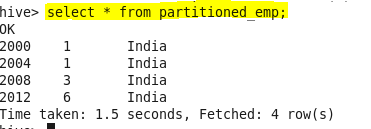 hive> select * from partitioned_emp;
OK
2000 1 India
2004 1 India
2008 3 India
2012 6 India
Time taken: 1.5 seconds, Fetched: 4 row(s)
hive>